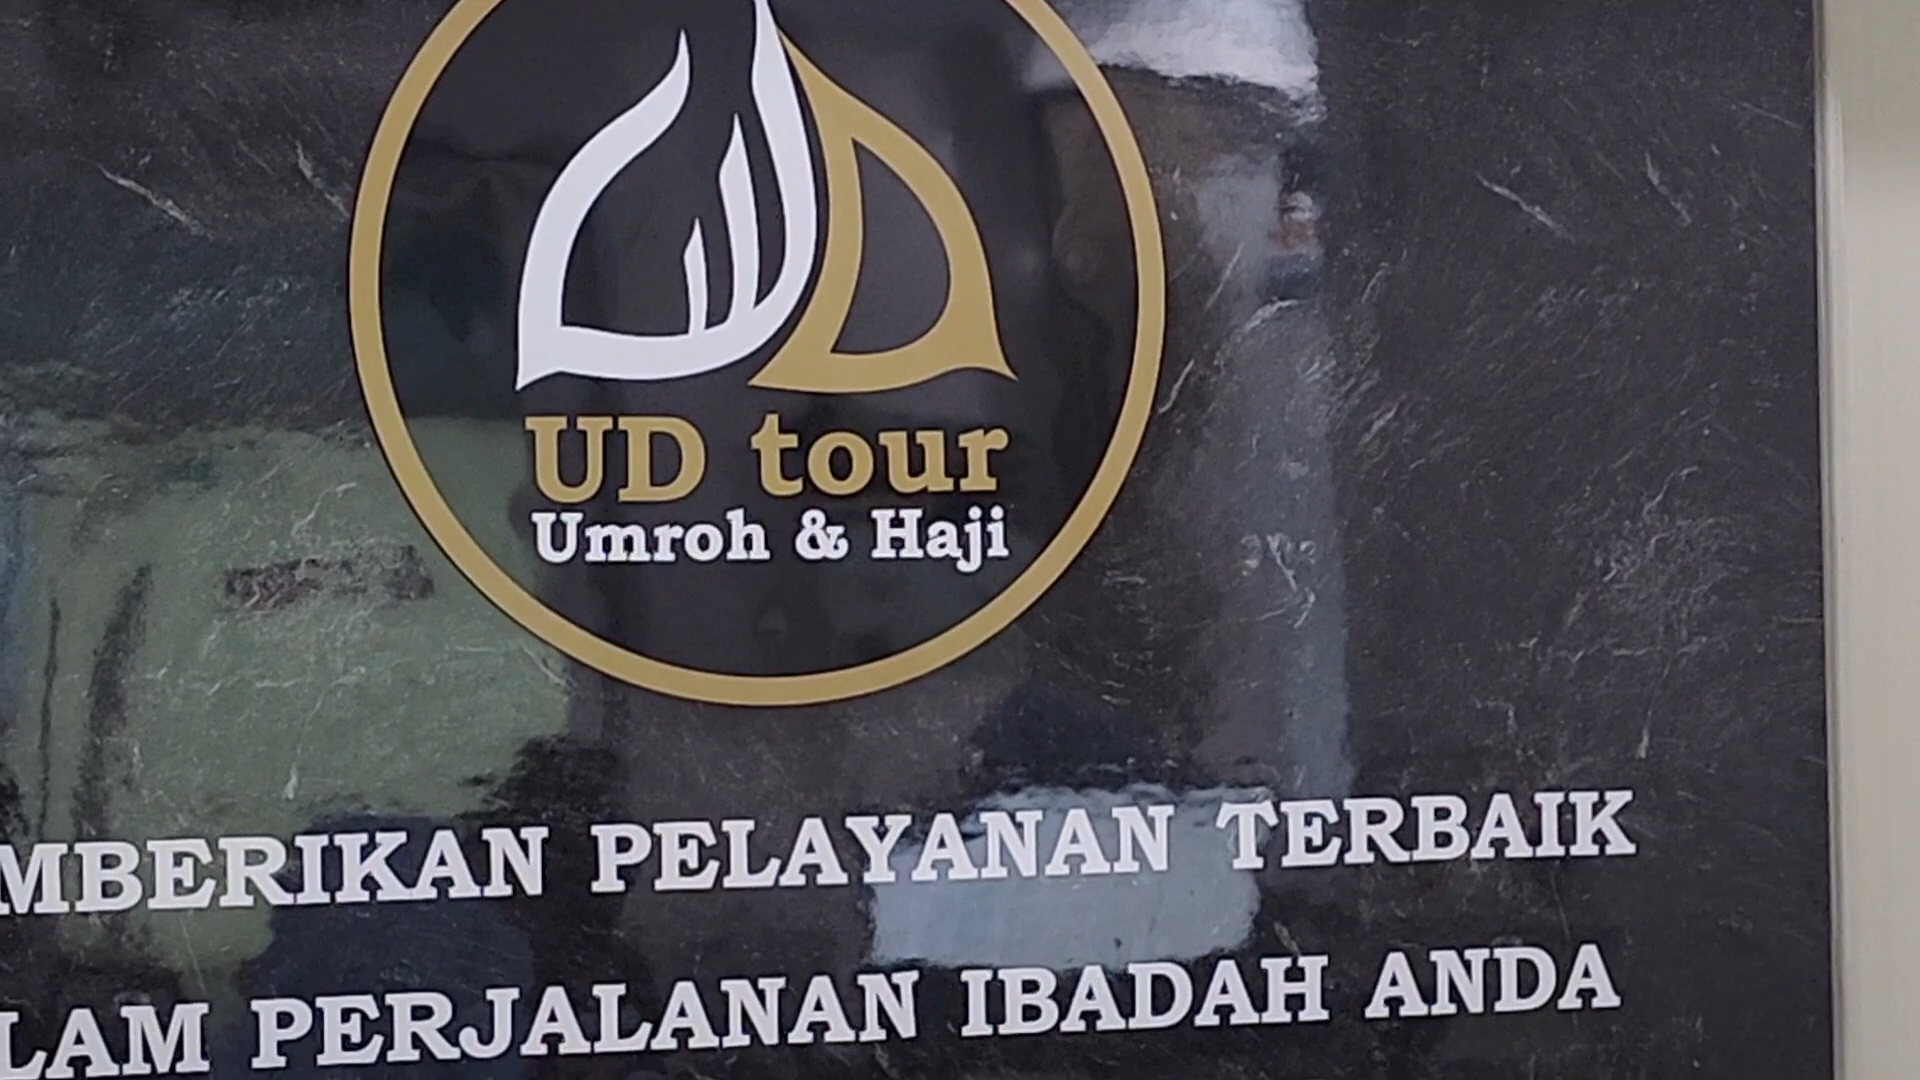 UD tour
Umroh & Haji
MBERIKAN PELAYANAN TERBAIK
LAM PERJALANAN IBADAH ANDA